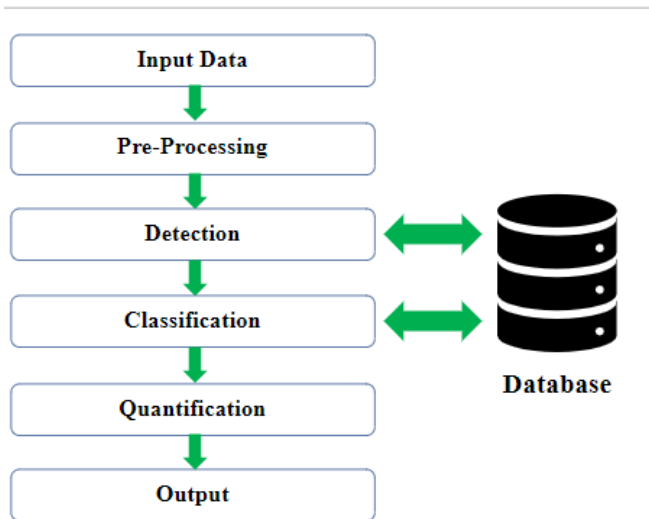 Input Data
Pre-Processing
Detection
Classification
Database
Quantification
Output